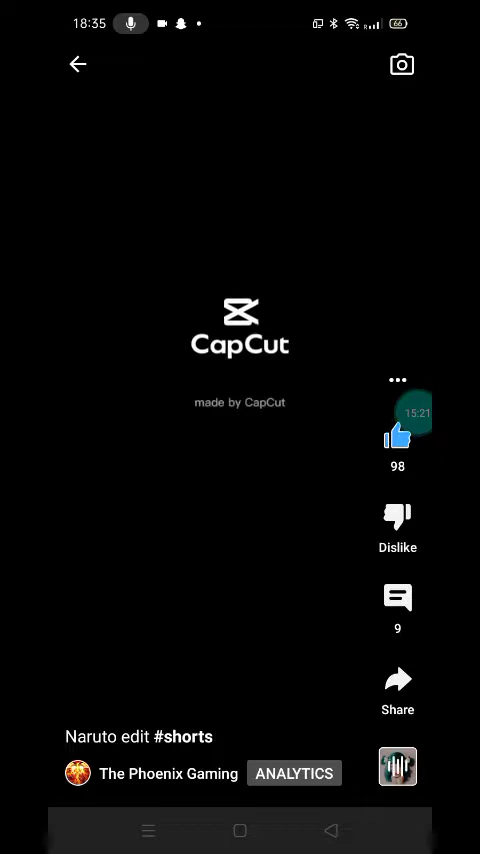 18:35
R
66
CapCut
made by CapCut
15:21
98
Dislike
9
Share
Naruto edit #shorts
The Phoenix Gaming ANALYTICS